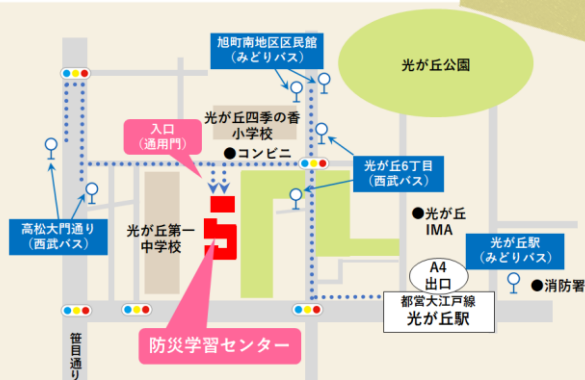 旭町南地区区民館
(みどりバス)
光が丘公園
光が丘四季の香
小学校
入口
(通用門)
●コンビニ
光が丘6丁目
(西武バス)
高松大門通り
(西武バス)
光が丘第一
中学校
●光が丘
IMA
光が丘駅
(みどりバス)
A4
出口
●消防署
都営大江戸線
光が丘駅
防災学習センター
笹目通り